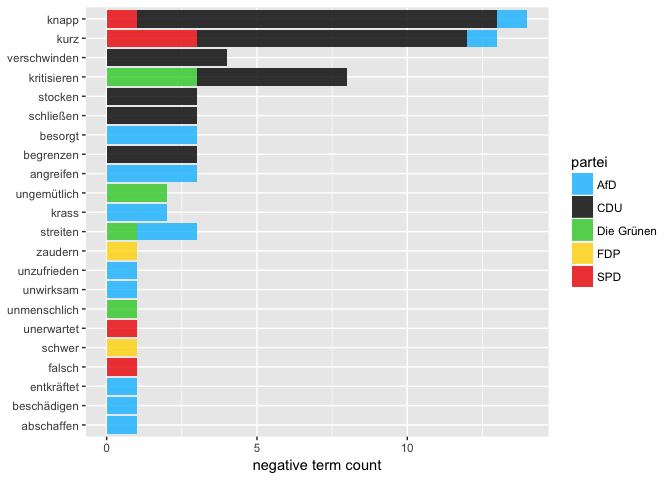 knapp
kurz
verschwinden
kritisieren
stocken
schließen
besorgt
begrenzen
angreifen
ungemütlich
krass
streiten
zaudern
unzufrieden
unwirksam
unmenschlich
unerwartet
schwer
falsch
entkräftet
beschädigen
abschaffen
0 5 10
negative term count
partei
AfD
CDU
Die Grünen
FDP
SPD